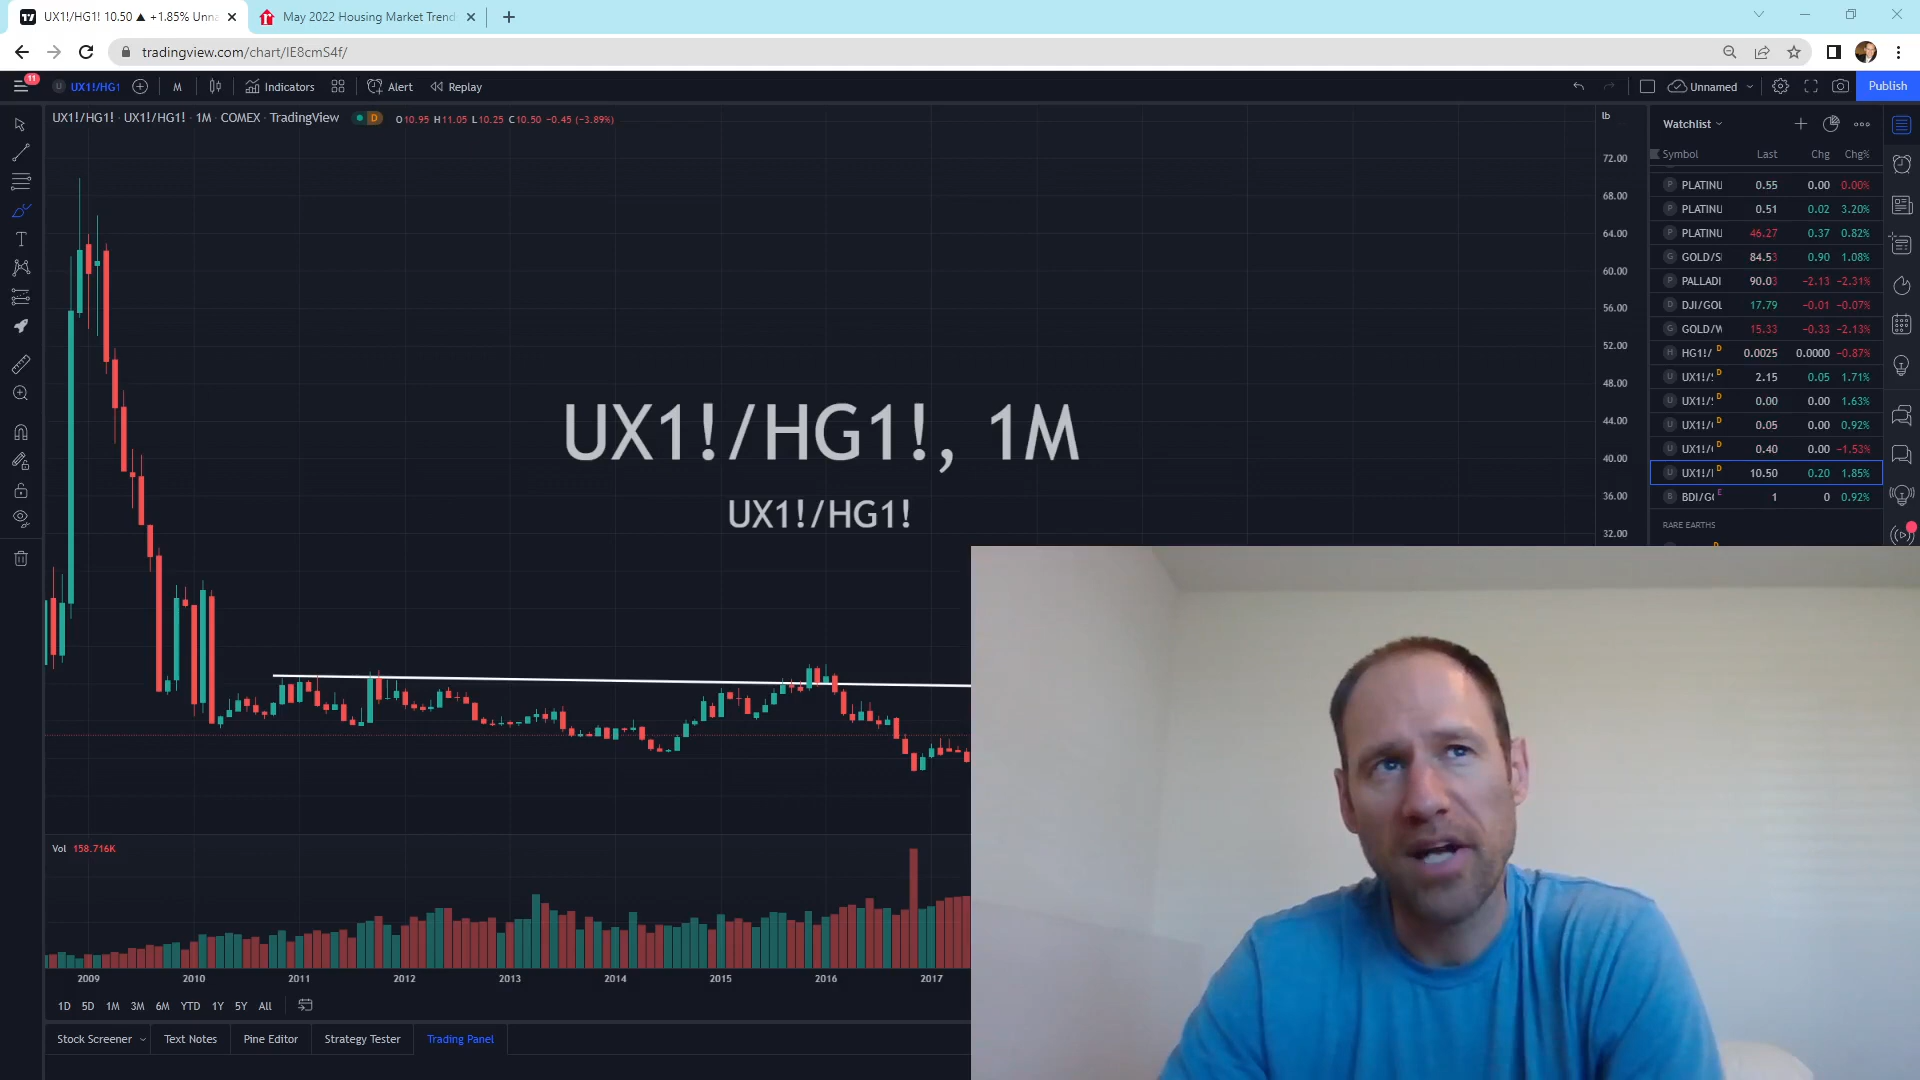 UX1!/HG1! 10.50 ▲ +1.85% Unna
May 2022 Housing Market Trend
tradingview.com/chart/IE8cmS4f/
11
UX1!/HG1
M
Indicators
Alert
Replay
Unnamed
Publish
UX1!/HG1! · UX1!/HG1! · 1M · COMEX · TradingView
D
O10.95 H11.05 L10.25 C10.50 −0.45 (−3.89%)
lb
72.00
68.00
64.00
60.00
56.00
52.00
48.00
44.00
40.00
36.00
32.00
UX1!/HG1!, 1M
UX1!/HG1!
Watchlist
Symbol Last Chg Chg%
PLATINU 0.55 0.00 0.00%
PLATINU 0.51 0.02 3.20%
PLATINU 46.27 0.37 0.82%
GOLD/SI 84.53 0.90 1.08%
PALLADI 90.03 −2.13 −2.31%
DJI/GOL 17.79 −0.01 −0.07%
GOLD/W 15.33 −0.33 −2.13%
HG1!/ D 0.0025 0.0000 −0.87%
UX1!/ D 2.15 0.05 1.71%
UX1!/ D 0.00 0.00 1.63%
UX1!/ D 0.05 0.00 0.92%
UX1!/ D 0.40 0.00 −1.53%
UX1!/ D 10.50 0.20 1.85%
BDI/G E 1 0 0.92%
RARE EARTHS
Vol 158.716K
2009 2010 2011 2012 2013 2014 2015 2016 2017
1D 5D 1M 3M 6M YTD 1Y 5Y All
Stock Screener Text Notes Pine Editor Strategy Tester Trading Panel